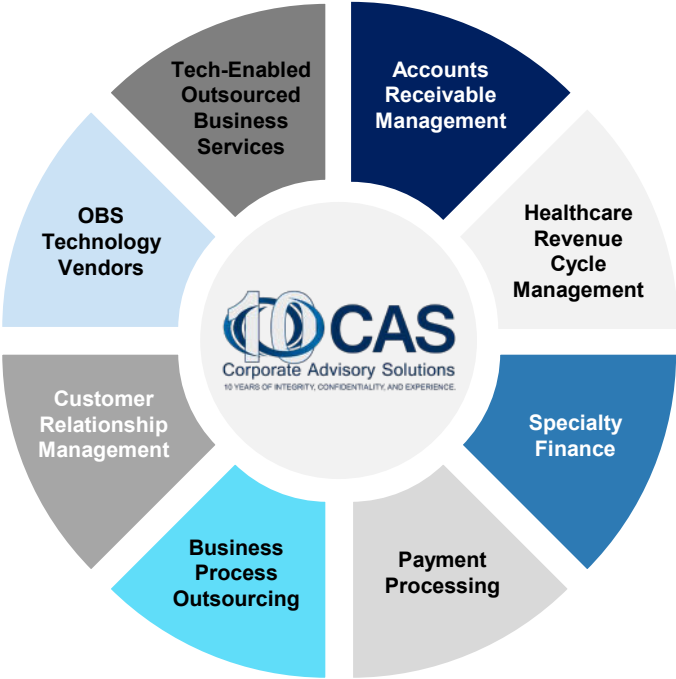 Tech-Enabled
Outsourced
Business
Services
Accounts
Receivable
Management
Healthcare
Revenue
Cycle
Management
Specialty
Finance
Payment
Processing
Business
Process
Outsourcing
Customer
Relationship
Management
OBS
Technology
Vendors
10 CAS
Corporate Advisory Solutions
10 YEARS OF INTEGRITY, CONFIDENTIALITY, AND EXPERIENCE.